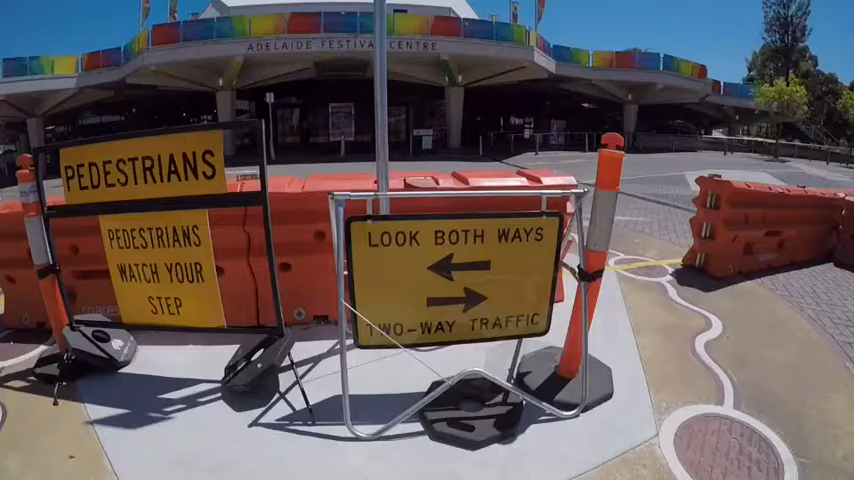 ADELAIDE FESTIVAL CENTRE
PEDESTRIANS
PEDESTRIANS
WATCH YOUR
STEP
LOOK BOTH WAYS
TWO-WAY TRAFFIC